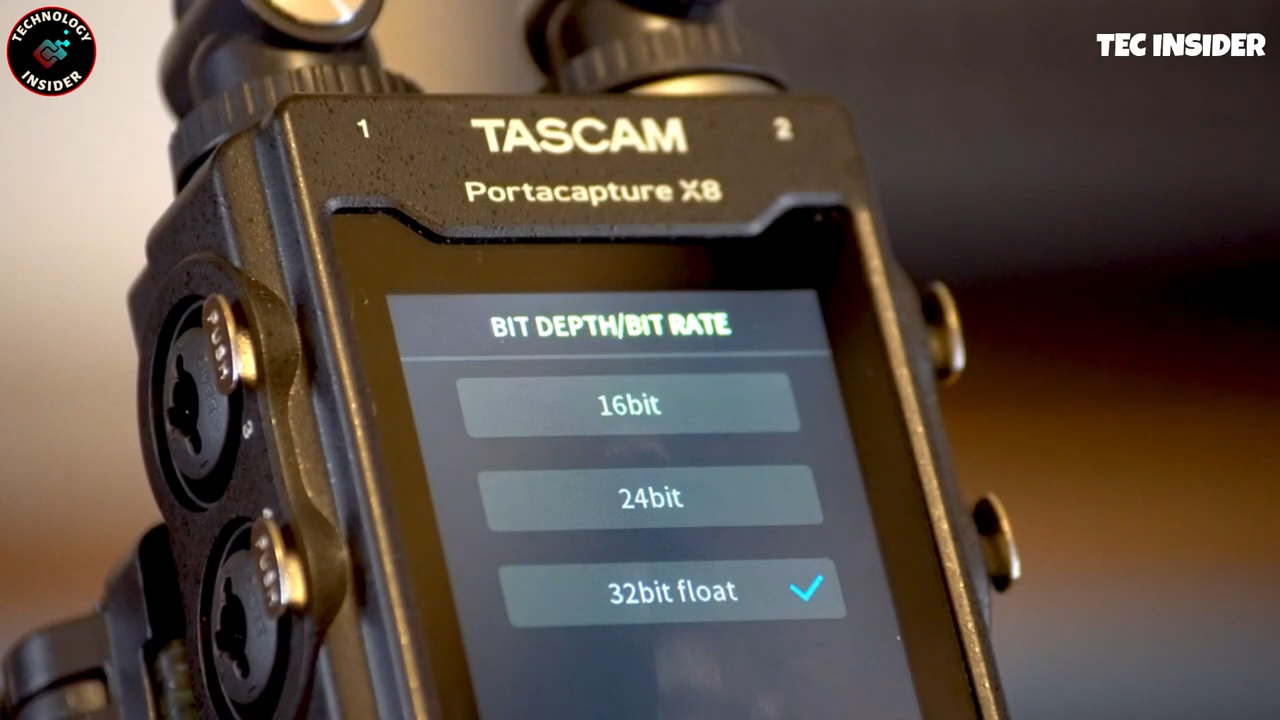 TECHNOLOGY
INSIDER
TEC INSIDER
1
TASCAM
2
Portacapture X8
BIT DEPTH/BIT RATE
16bit
24bit
32bit float
PUSH
3
PUSH